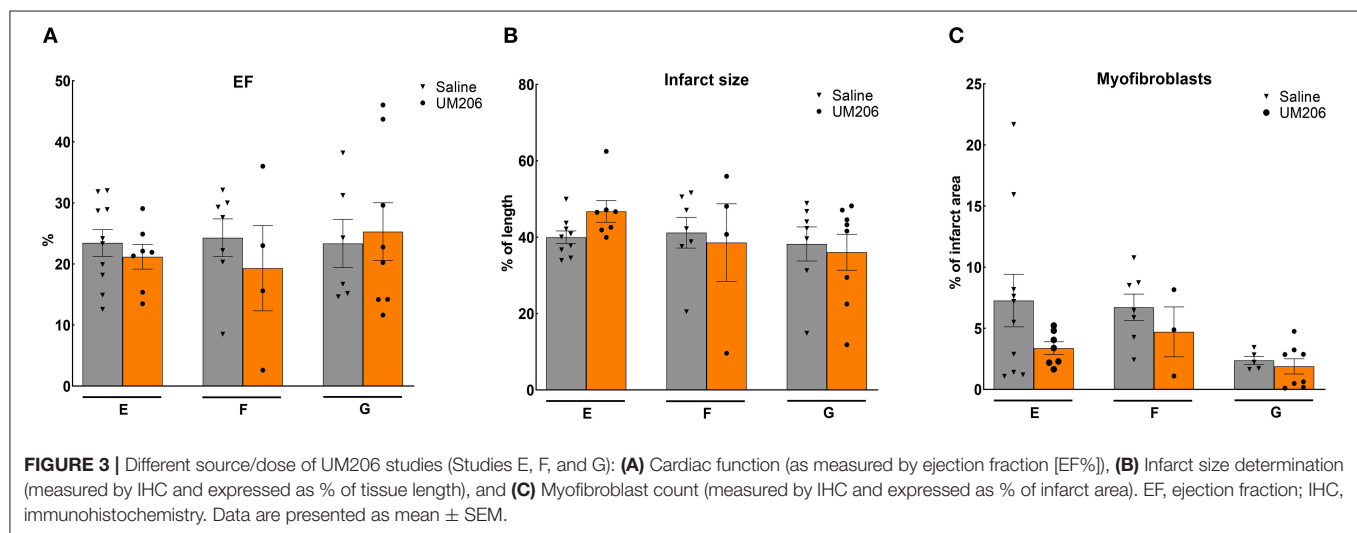 A
EF
Saline
UM206
50
40
30
20
10
0
%
E
F
G
B
Infarct size
Saline
UM206
80
60
40
20
0
% of length
E
F
G
C
Myofibroblasts
Saline
UM206
25
20
15
10
5
0
% of infarct area
E
F
G
FIGURE 3 | Different source/dose of UM206 studies (Studies E, F, and G): (A) Cardiac function (as measured by ejection fraction [EF%]), (B) Infarct size determination
(measured by IHC and expressed as % of tissue length), and (C) Myofibroblast count (measured by IHC and expressed as % of infarct area). EF, ejection fraction; IHC,
immunohistochemistry. Data are presented as mean ± SEM.